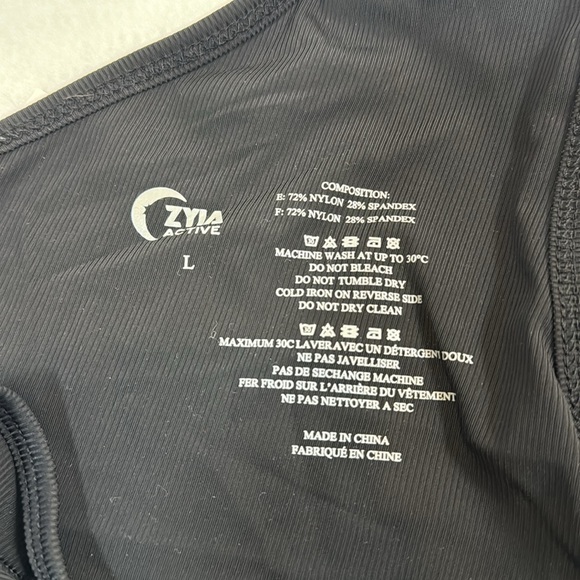 ZYIA
ACTIVE
L
COMPOSITION:
E: 72% NYLON 28% SPANDEX
F: 72% NYLON 28% SPANDEX
MACHINE WASH AT UP TO 30°C
DO NOT BLEACH
DO NOT TUMBLE DRY
COLD IRON ON REVERSE SIDE
DO NOT DRY CLEAN
MAXIMUM 30C LAVER AVEC UN DÉTERGENT DOUX
NE PAS JAVELLISER
PAS DE SECHANGE MACHINE
FER FROID SUR L'ARRIÈRE DU VÊTEMENT
NE PAS NETTOYER A SEC
MADE IN CHINA
FABRIQUÉ EN CHINE